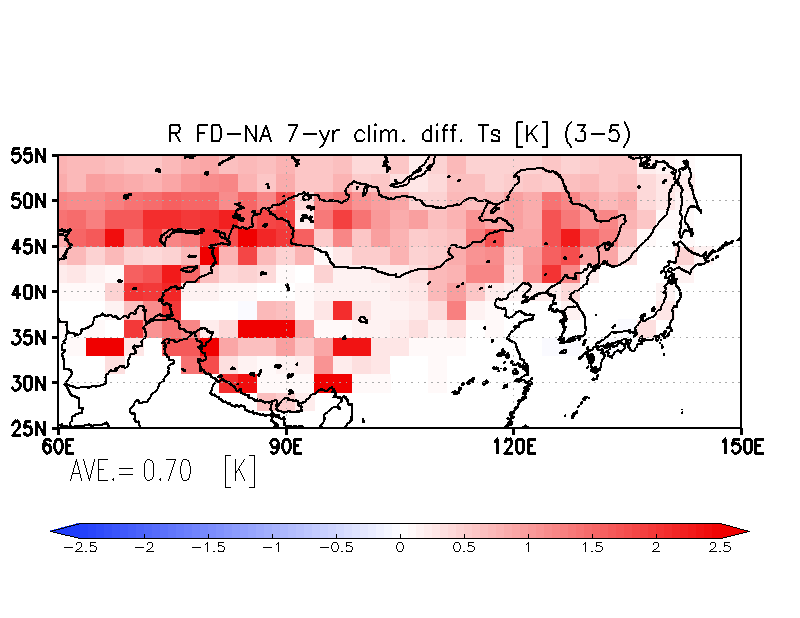 R FD-NA 7-yr clim. diff. Ts [K] (3-5)
55N
50N
45N
40N
35N
30N
25N
60E 90E 120E 150E
AVE.= 0.70 [K]
-2.5 -2 -1.5 -1 -0.5 0 0.5 1 1.5 2 2.5